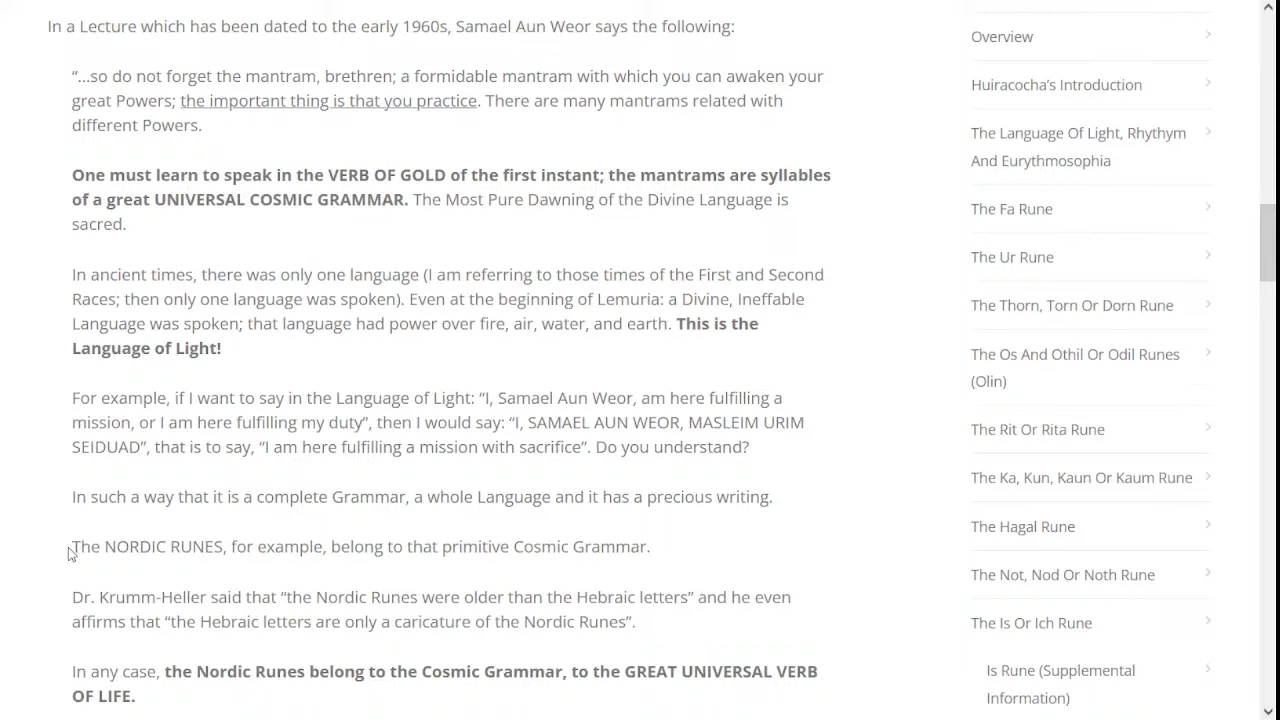 In a Lecture which has been dated to the early 1960s, Samael Aun Weor says the following:
“…so do not forget the mantram, brethren; a formidable mantram with which you can awaken your
great Powers; the important thing is that you practice. There are many mantrams related with
different Powers.
One must learn to speak in the VERB OF GOLD of the first instant; the mantrams are syllables
of a great UNIVERSAL COSMIC GRAMMAR. The Most Pure Dawning of the Divine Language is
sacred.
In ancient times, there was only one language (I am referring to those times of the First and Second
Races; then only one language was spoken). Even at the beginning of Lemuria: a Divine, Ineffable
Language was spoken; that language had power over fire, air, water, and earth. This is the
Language of Light!
For example, if I want to say in the Language of Light: “I, Samael Aun Weor, am here fulfilling a
mission, or I am here fulfilling my duty”, then I would say: “I, SAMAEL AUN WEOR, MASLEIM URIM
SEIDUAD”, that is to say, “I am here fulfilling a mission with sacrifice”. Do you understand?
In such a way that it is a complete Grammar, a whole Language and it has a precious writing.
The NORDIC RUNES, for example, belong to that primitive Cosmic Grammar.
Dr. Krumm-Heller said that “the Nordic Runes were older than the Hebraic letters” and he even
affirms that “the Hebraic letters are only a caricature of the Nordic Runes”.
In any case, the Nordic Runes belong to the Cosmic Grammar, to the GREAT UNIVERSAL VERB
OF LIFE.
Overview
Huiracocha’s Introduction
The Language Of Light, Rhythym
And Eurythmosophia
The Fa Rune
The Ur Rune
The Thorn, Torn Or Dorn Rune
The Os And Othil Or Odil Runes
(Olin)
The Rit Or Rita Rune
The Ka, Kun, Kaun Or Kaum Rune
The Hagal Rune
The Not, Nod Or Noth Rune
The Is Or Ich Rune
Is Rune (Supplemental
Information)